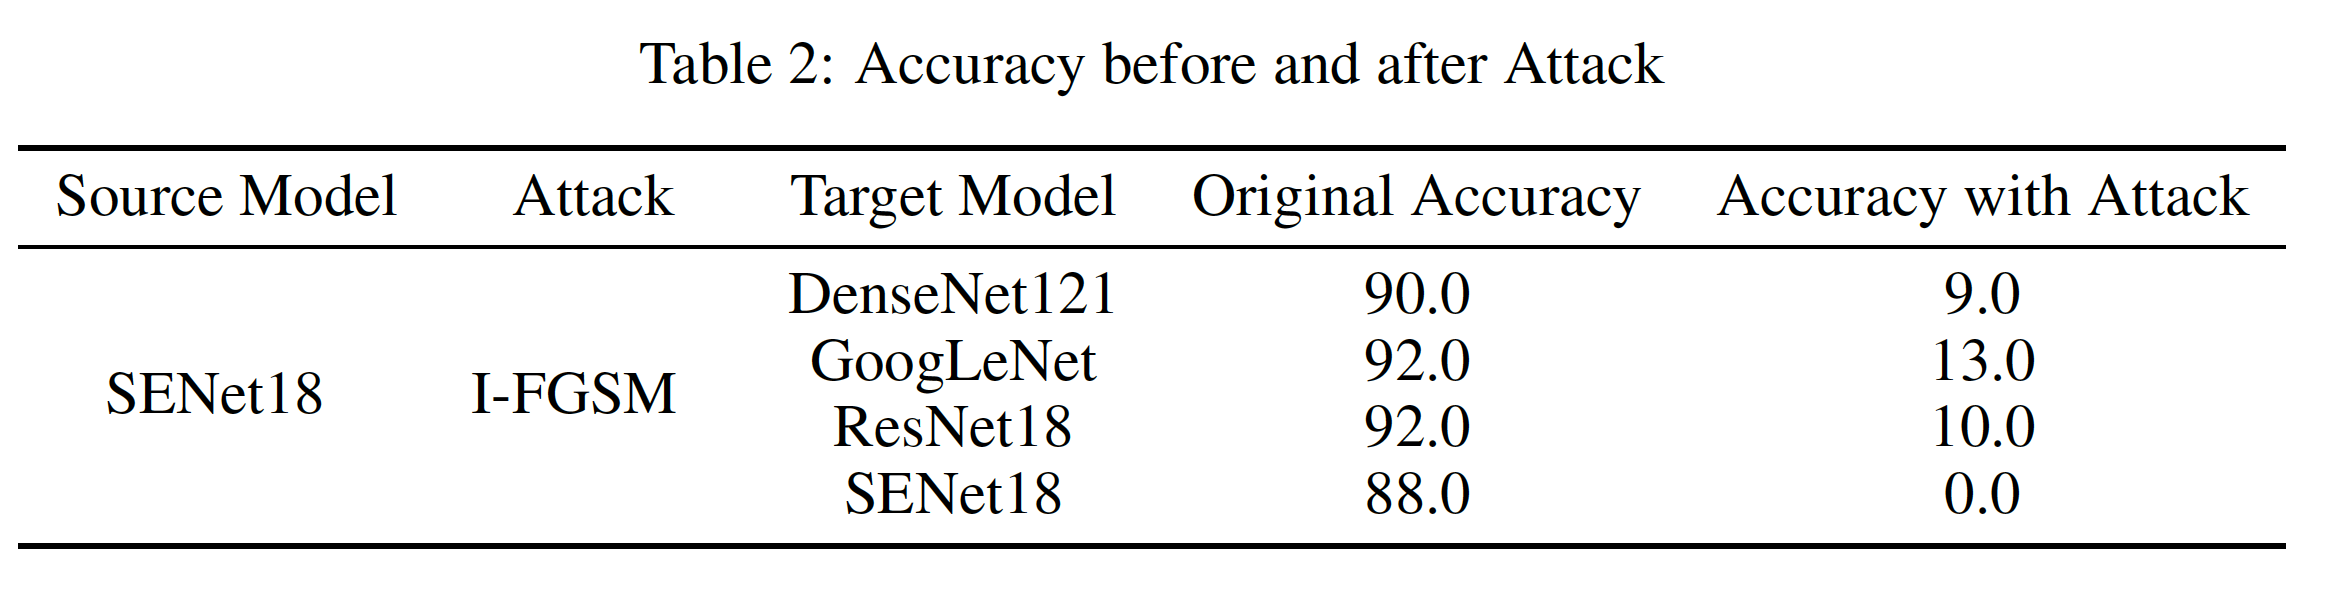 Table 2: Accuracy before and after Attack
Source Model Attack Target Model Original Accuracy Accuracy with Attack
DenseNet121 90.0 9.0
GoogLeNet 92.0 13.0
SENet18 I-FGSM
ResNet18 92.0 10.0
SENet18 88.0 0.0